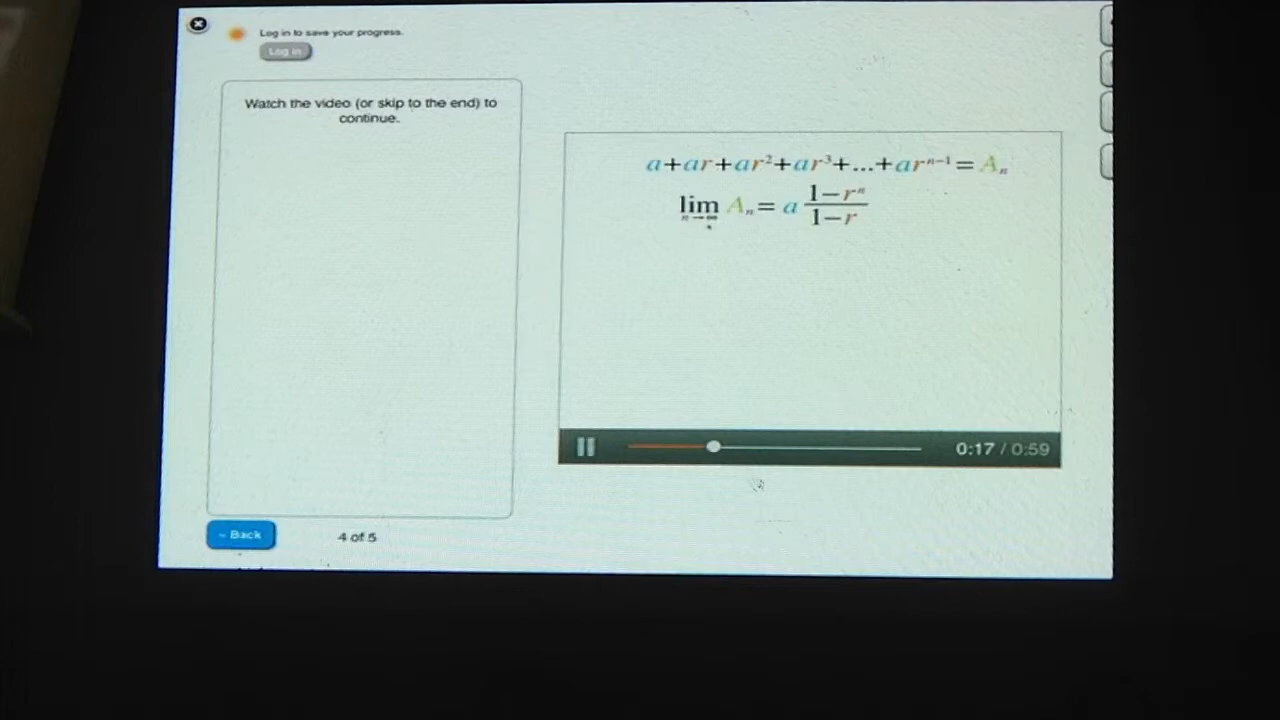 Log in to save your progress.
Log in
Watch the video (or skip to the end) to
continue.
a+ar+ar²+ar³+...+arⁿ⁻¹= Aₙ
lim Aₙ= a (1−rⁿ)/(1−r)
n→∞
0:17 / 0:59
~ Back
4 of 5